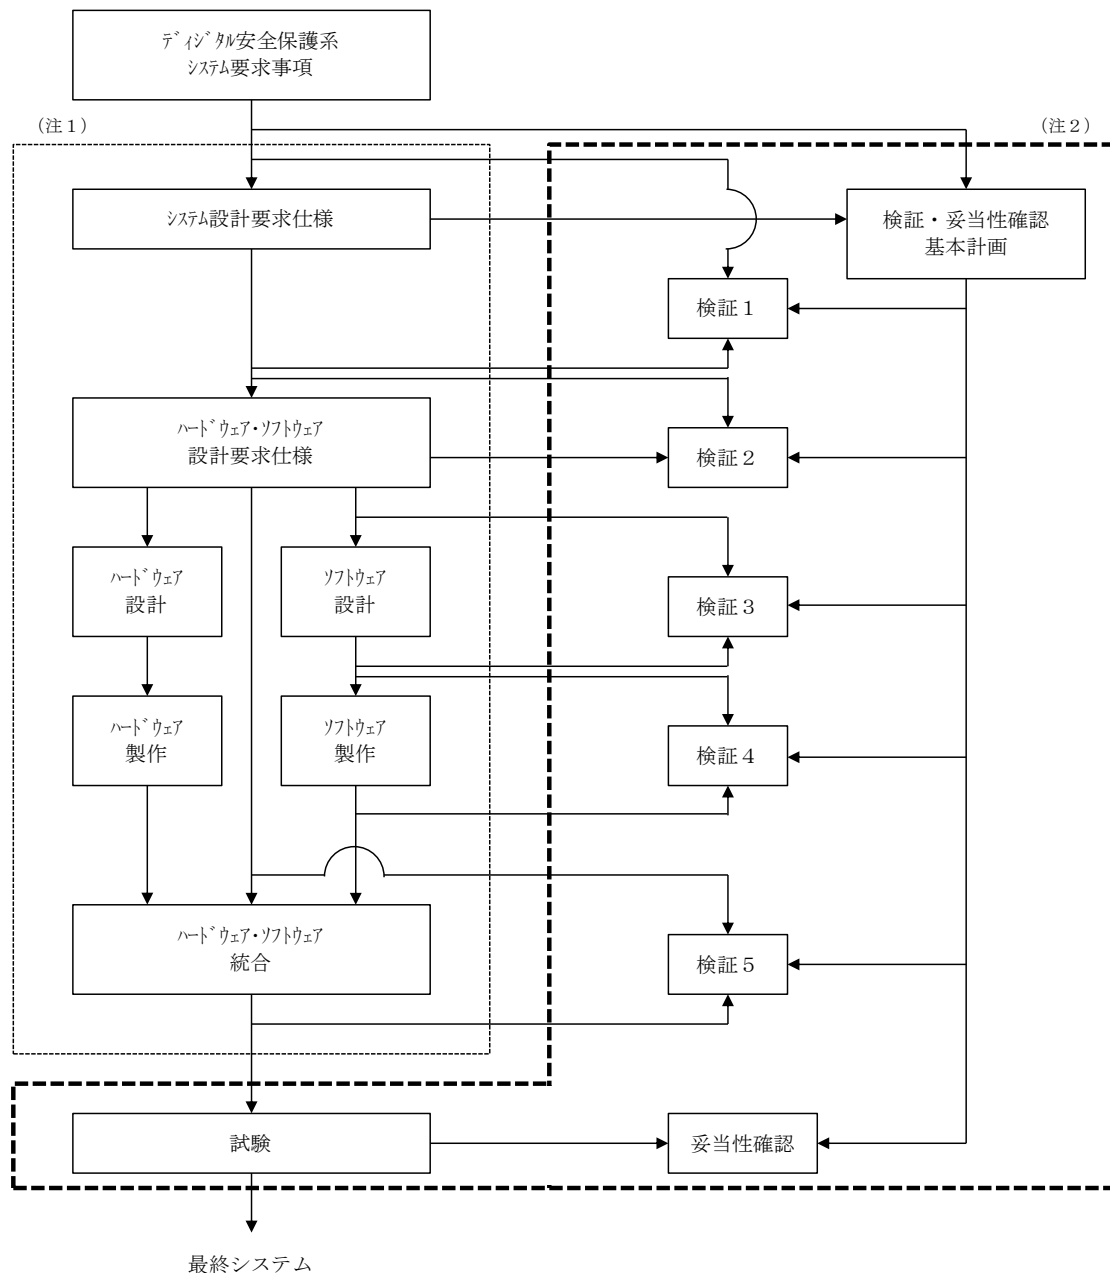 ディジタル安全保護系
システム要求事項
(注1)
(注2)
システム設計要求仕様
検証・妥当性確認
基本計画
検証1
ハードウェア・ソフトウェア
設計要求仕様
検証2
ハードウェア
設計
ソフトウェア
設計
検証3
ハードウェア
製作
ソフトウェア
製作
検証4
ハードウェア・ソフトウェア
統合
検証5
試験
妥当性確認
最終システム